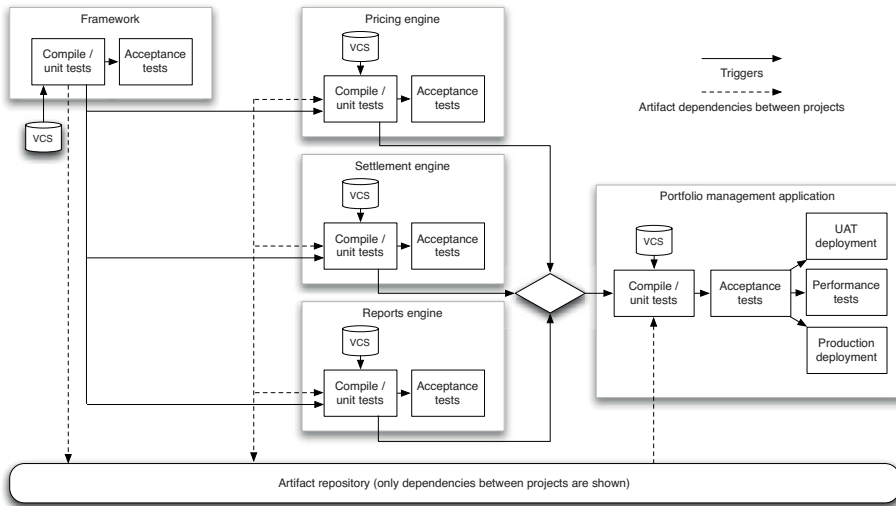 Framework
Compile /
unit tests
Acceptance
tests
VCS
Pricing engine
VCS
Compile /
unit tests
Acceptance
tests
Triggers
Artifact dependencies between projects
Settlement engine
VCS
Compile /
unit tests
Acceptance
tests
Reports engine
VCS
Compile /
unit tests
Acceptance
tests
Portfolio management application
VCS
Compile /
unit tests
Acceptance
tests
UAT
deployment
Performance
tests
Production
deployment
Artifact repository (only dependencies between projects are shown)